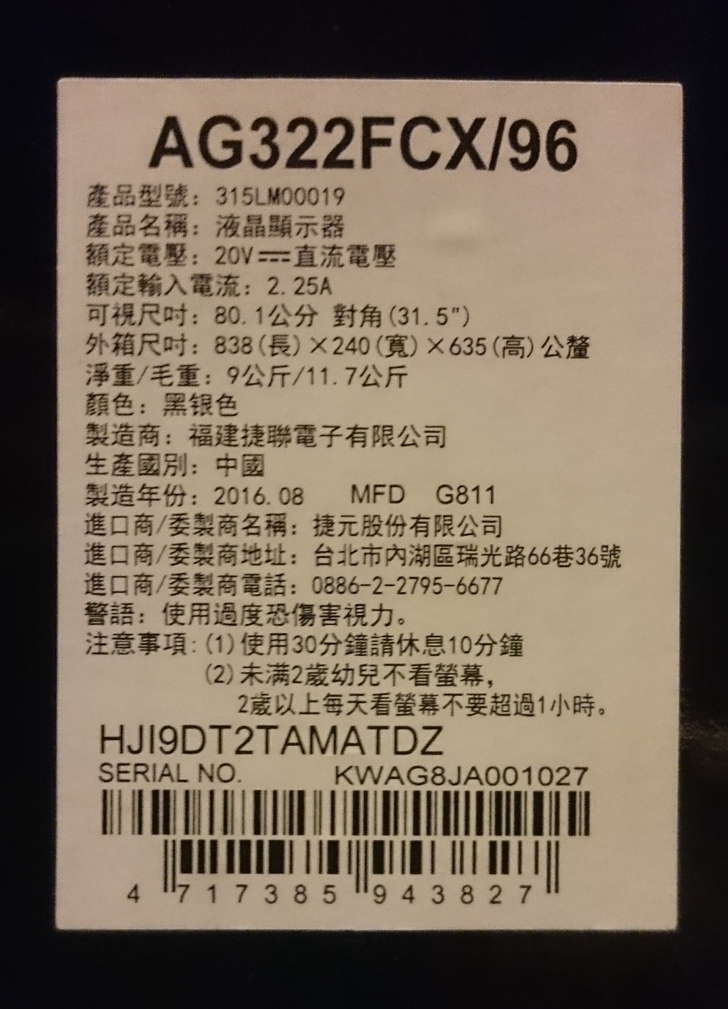 AG322FCX/96
產品型號：315LM00019
產品名稱：液晶顯示器
額定電壓：20V⎓直流電壓
額定輸入電流：2.25A
可視尺吋：80.1公分 對角(31.5")
外箱尺吋：838(長)×240(寬)×635(高)公釐
淨重/毛重：9公斤/11.7公斤
顏色：黑银色
製造商：福建捷聯電子有限公司
生產國別：中國
製造年份：2016.08 MFD G811
進口商/委製商名稱：捷元股份有限公司
進口商/委製商地址：台北市內湖區瑞光路66巷36號
進口商/委製商電話：0886-2-2795-6677
警語：使用過度恐傷害視力。
注意事項:(1)使用30分鐘請休息10分鐘
(2)未满2歲幼兒不看螢幕，
2歲以上每天看螢幕不要超過1小時。
HJI9DT2TAMATDZ
SERIAL NO. KWAG8JA001027
4 717385 943827